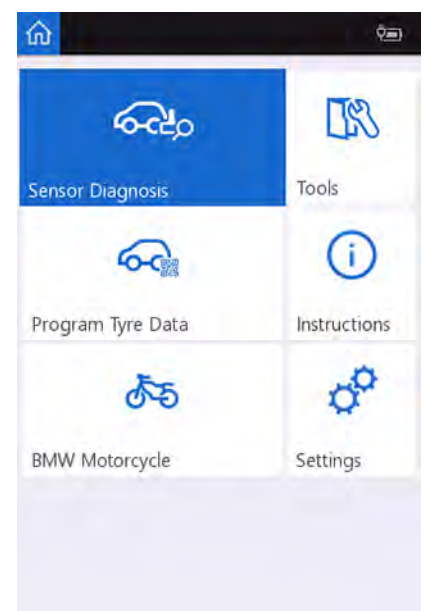 Sensor Diagnosis
Tools
Program Tyre Data
Instructions
BMW Motorcycle
Settings